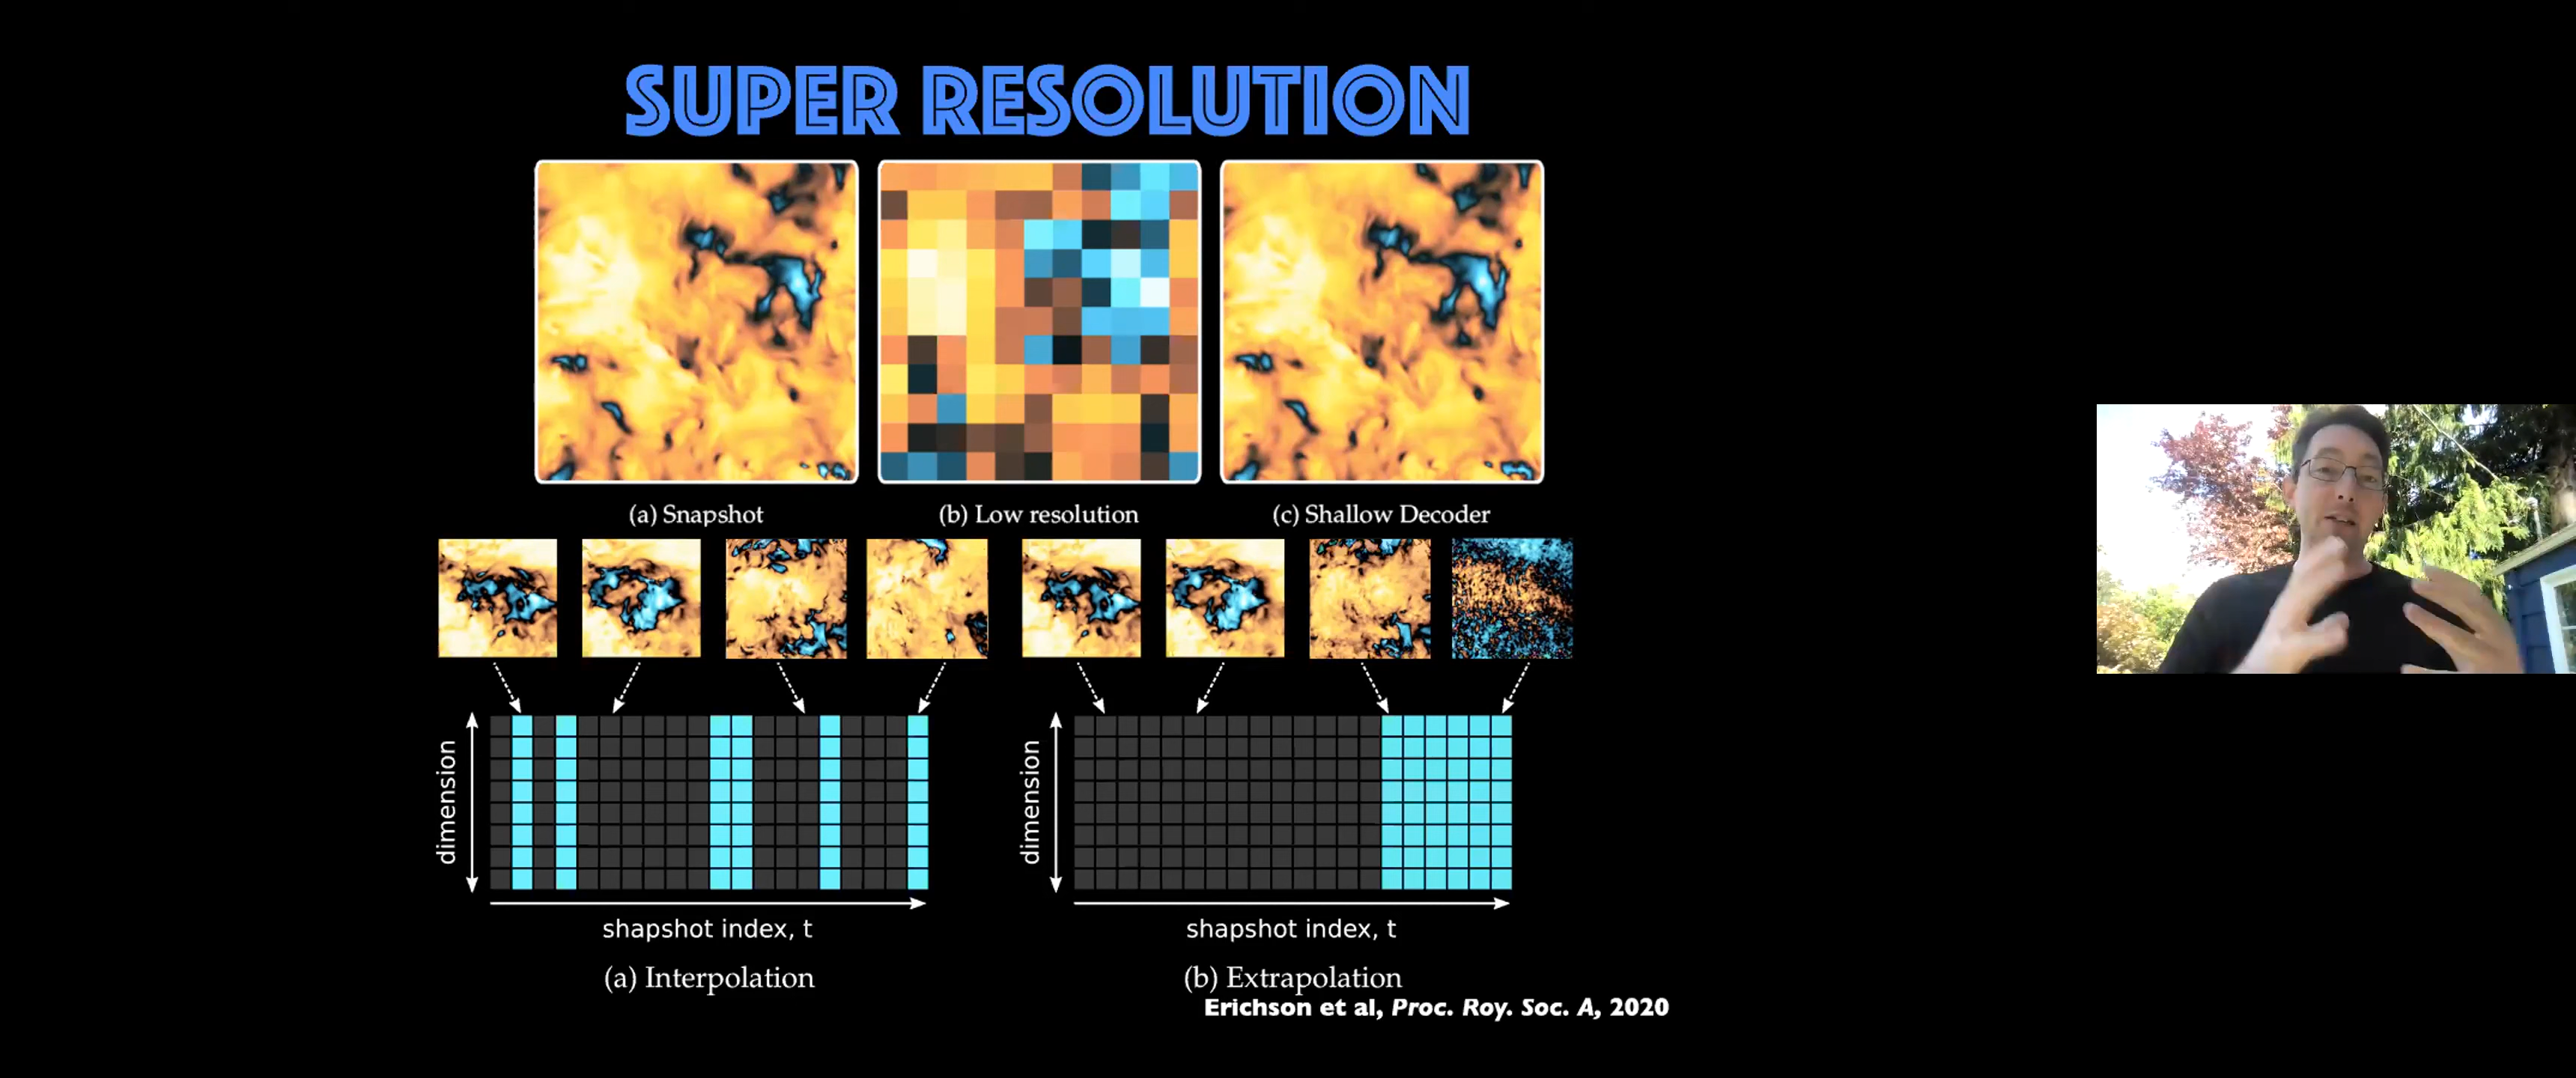 SUPER RESOLUTION
(a) Snapshot
(b) Low resolution
(c) Shallow Decoder
dimension
shapshot index, t
(a) Interpolation
dimension
shapshot index, t
(b) Extrapolation
Erichson et al, Proc. Roy. Soc. A, 2020